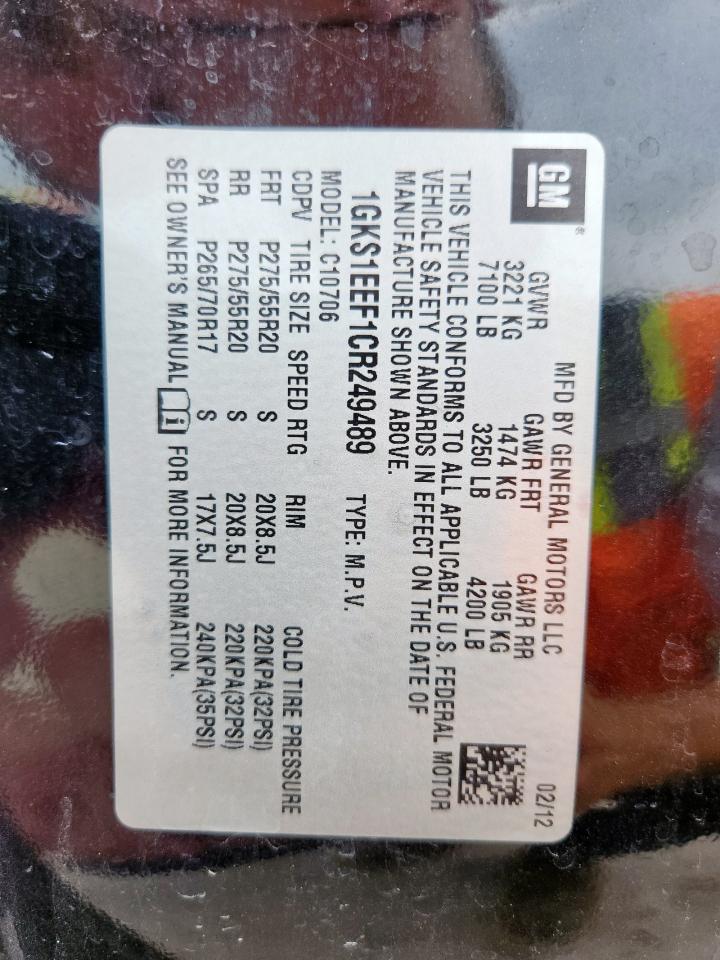 GM®
MFD BY GENERAL MOTORS LLC 02/12
GVWR GAWR FRT GAWR RR
3221 KG 1474 KG 1905 KG
7100 LB 3250 LB 4200 LB
THIS VEHICLE CONFORMS TO ALL APPLICABLE U.S. FEDERAL MOTOR
VEHICLE SAFETY STANDARDS IN EFFECT ON THE DATE OF
MANUFACTURE SHOWN ABOVE.
1GKS1EEF1CR249489 TYPE: M.P.V.
MODEL: C10706
CDPV TIRE SIZE SPEED RTG RIM COLD TIRE PRESSURE
FRT P275/55R20 S 20X8.5J 220KPA(32PSI)
RR P275/55R20 S 20X8.5J 220KPA(32PSI)
SPA P265/70R17 S 17X7.5J 240KPA(35PSI)
SEE OWNER'S MANUAL i FOR MORE INFORMATION.